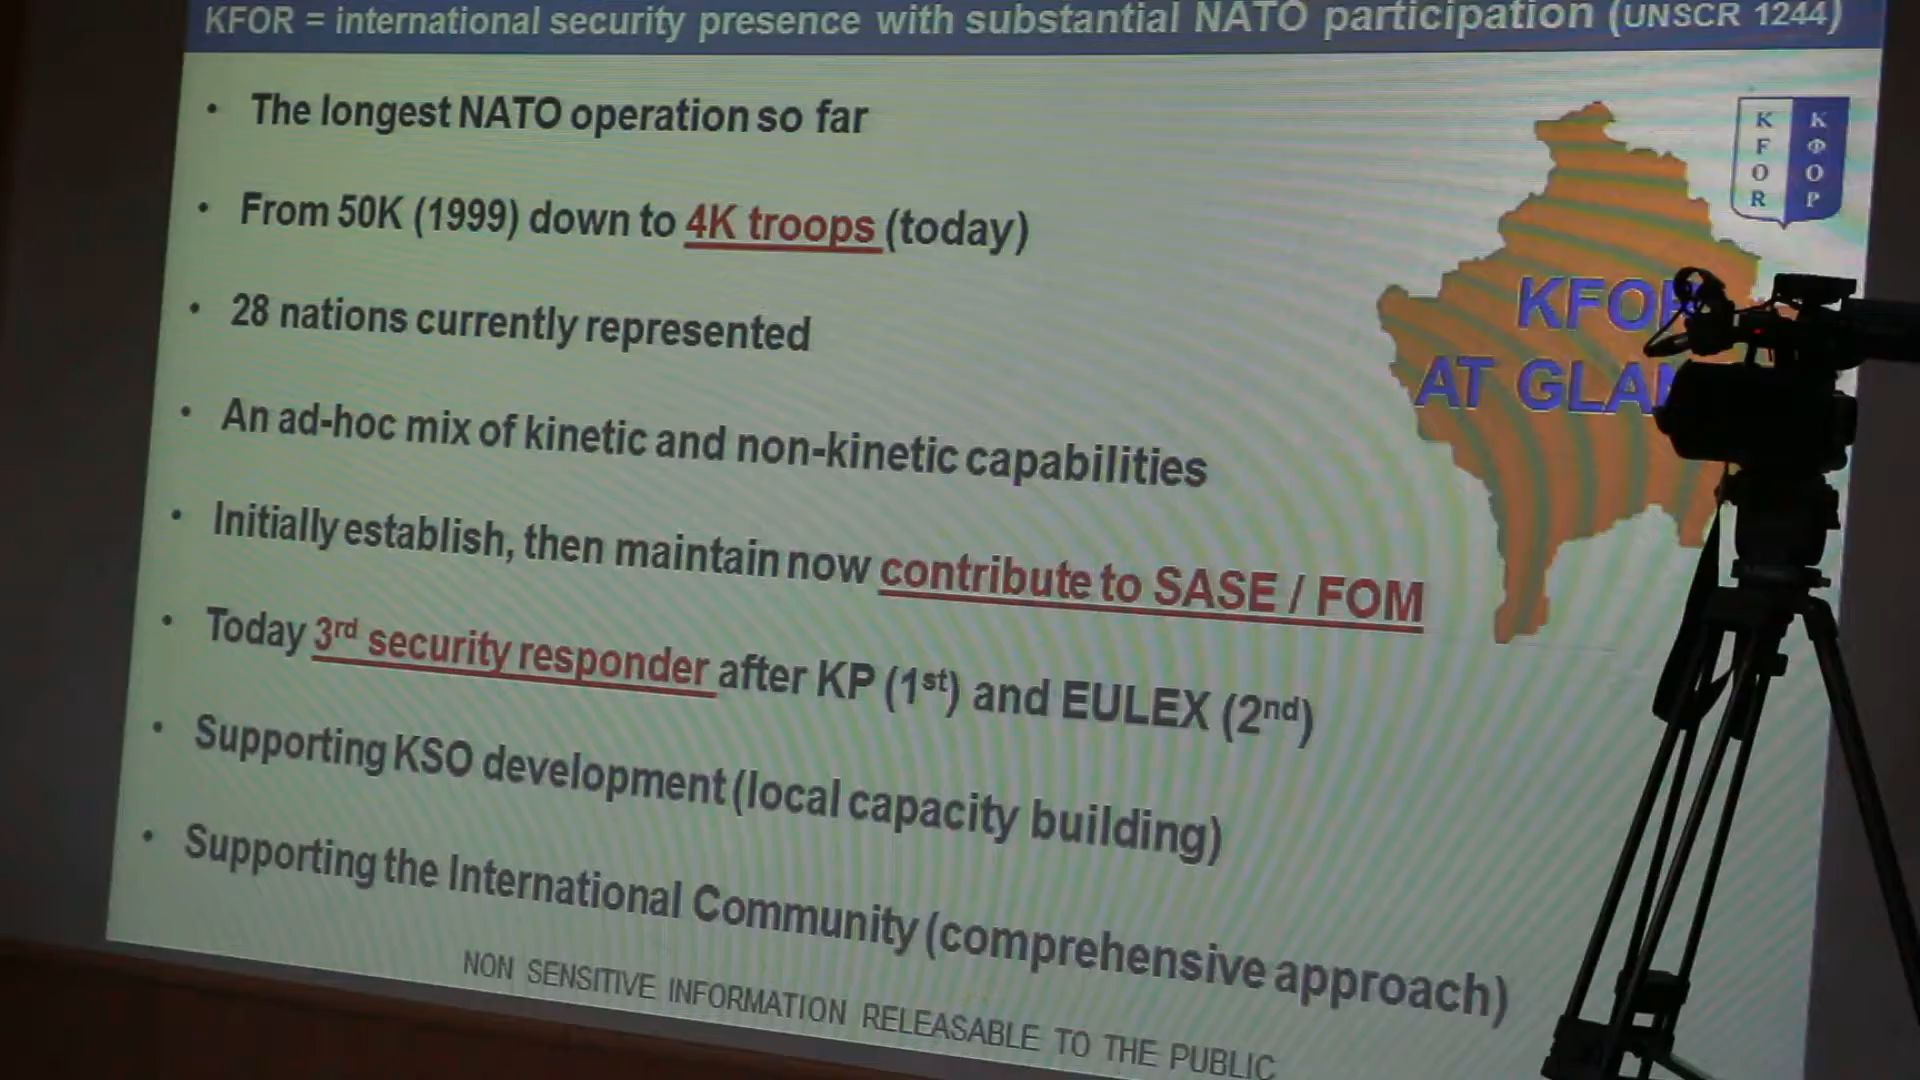 KFOR = international security presence with substantial NATO participation (UNSCR 1244)
• The longest NATO operation so far
• From 50K (1999) down to 4K troops (today)
• 28 nations currently represented
• An ad-hoc mix of kinetic and non-kinetic capabilities
• Initially establish, then maintain now contribute to SASE / FOM
• Today 3rd security responder after KP (1st) and EULEX (2nd)
• Supporting KSO development (local capacity building)
• Supporting the International Community (comprehensive approach)
KFOR
КФОР
KFOR
AT
NON SENSITIVE INFORMATION RELEASABLE TO THE PUBLIC